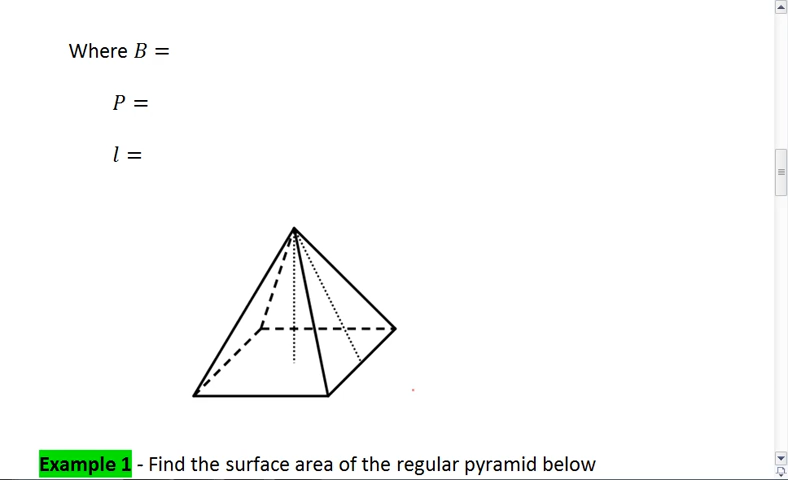 Where B =
P =
l =
Example 1 - Find the surface area of the regular pyramid below